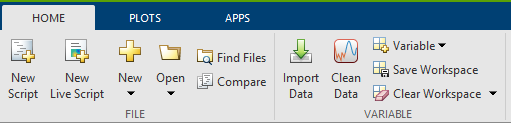 HOME PLOTS APPS
New Script
New Live Script
New
Open
Find Files
Compare
FILE
Import Data
Clean Data
Variable
Save Workspace
Clear Workspace
VARIABLE